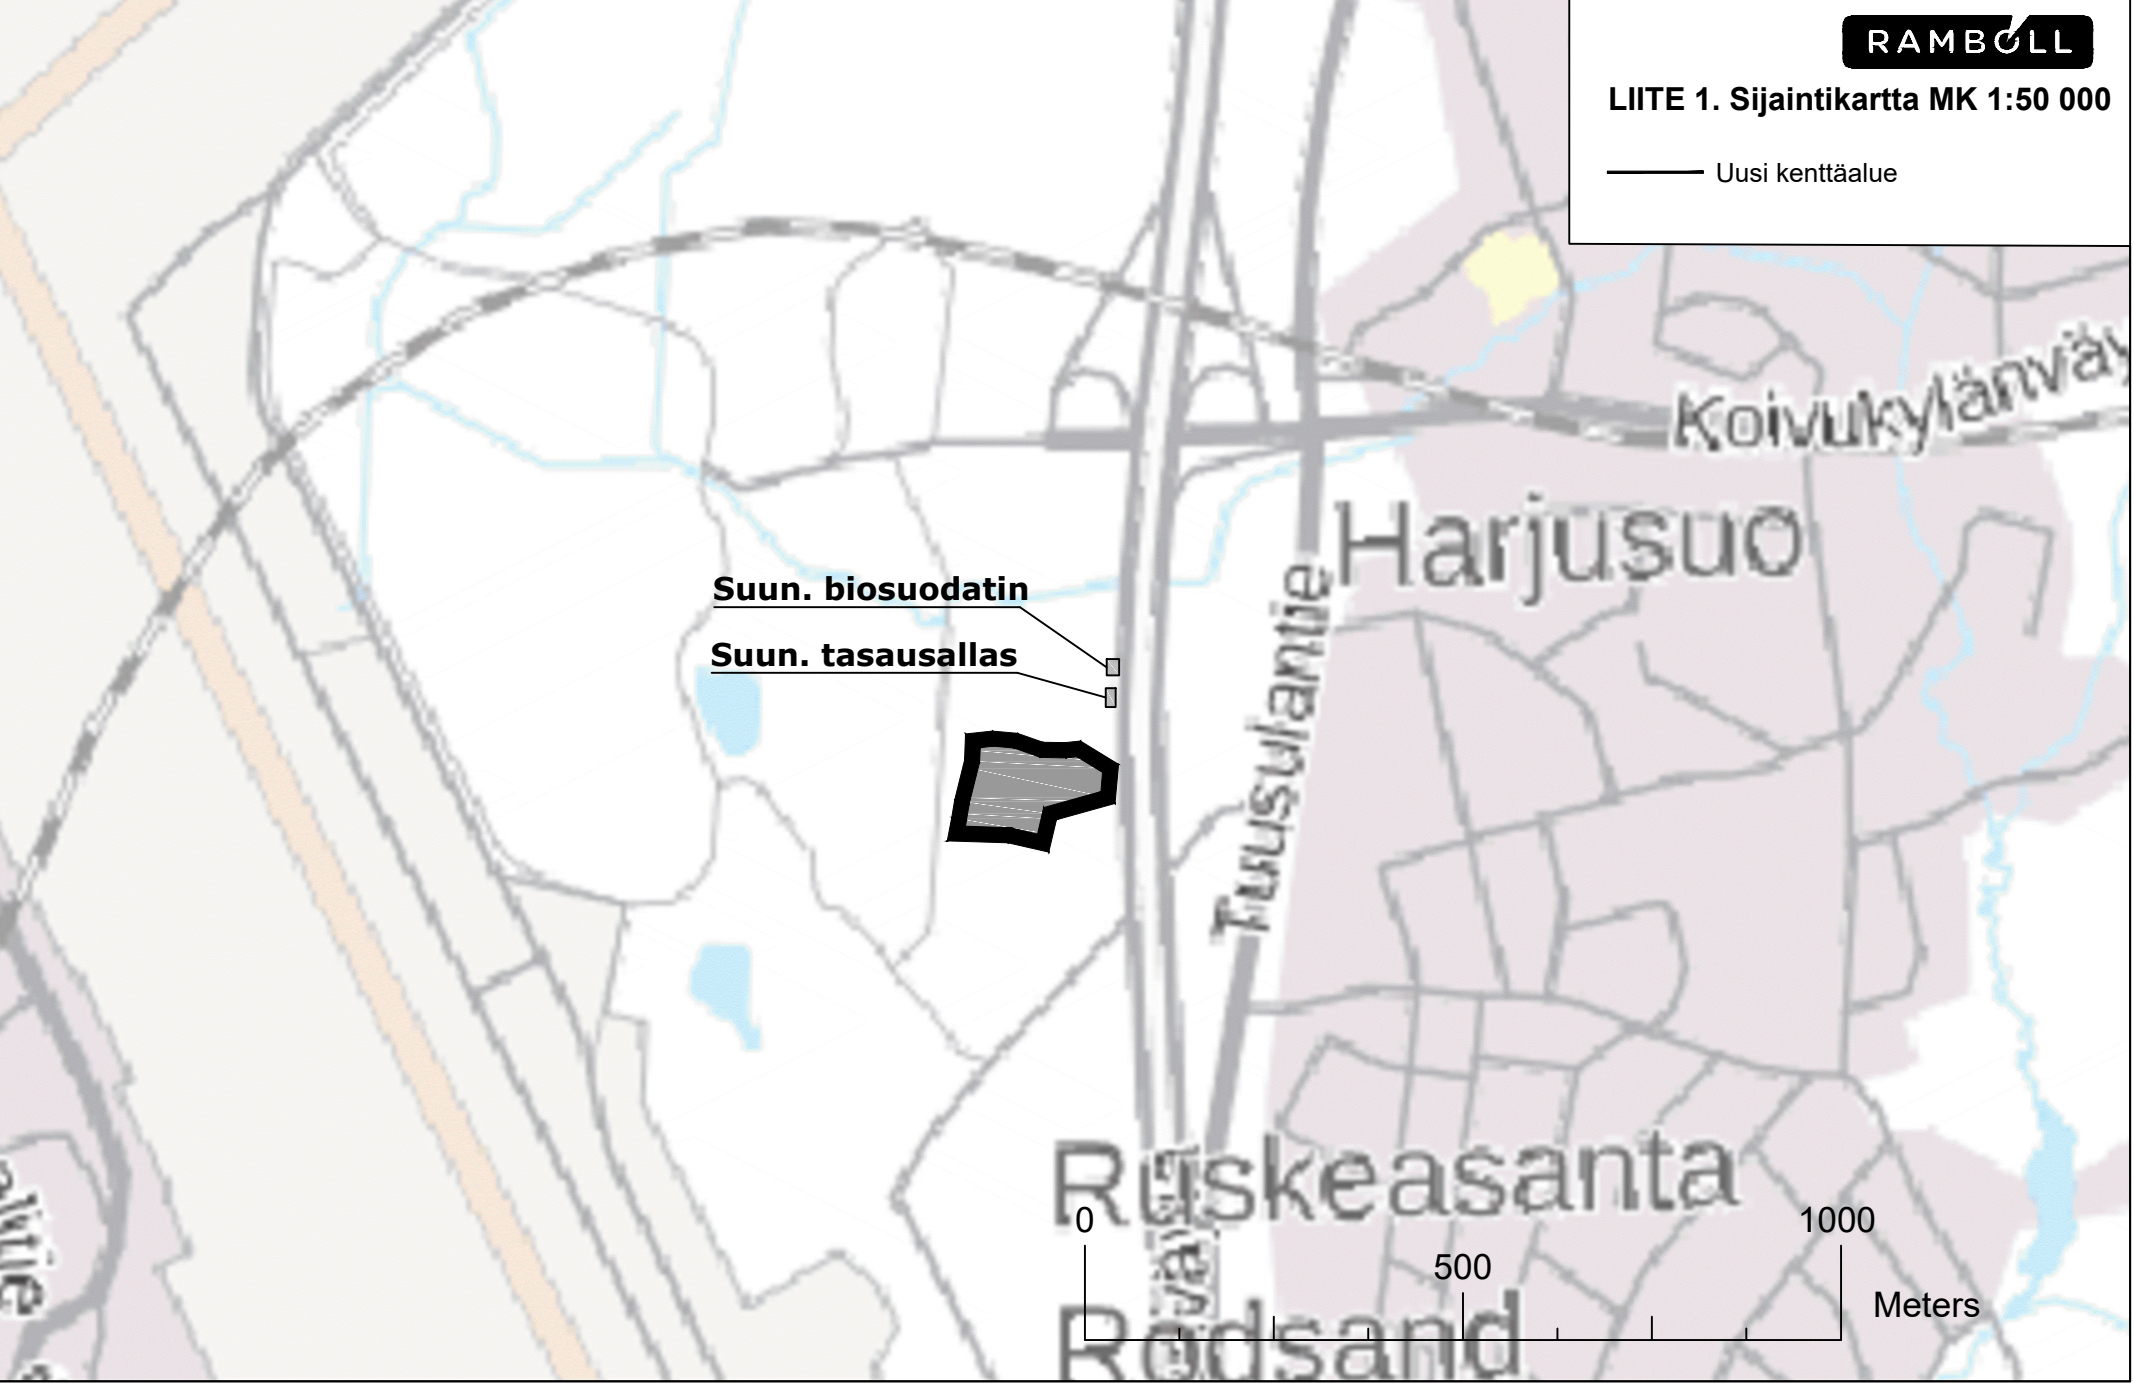 RAMBOLL
LIITE 1. Sijaintikartta MK 1:50 000
Uusi kenttäalue
Koivukylänväy
Harjusuo
Suun. biosuodatin
Suun. tasausallas
Tuusulantie
Ruskeasanta
0
1000
500
Meters
Rödsand